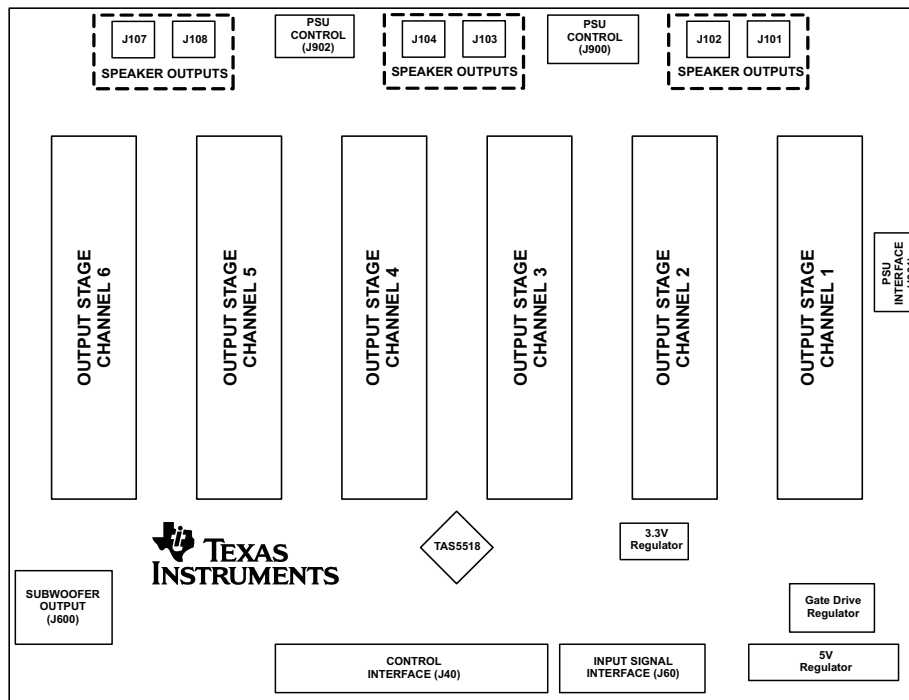 J107
J108
SPEAKER OUTPUTS
PSU
CONTROL
(J902)
J104
J103
SPEAKER OUTPUTS
PSU
CONTROL
(J900)
J102
J101
SPEAKER OUTPUTS
OUTPUT STAGE
CHANNEL 6
OUTPUT STAGE
CHANNEL 5
OUTPUT STAGE
CHANNEL 4
OUTPUT STAGE
CHANNEL 3
OUTPUT STAGE
CHANNEL 2
OUTPUT STAGE
CHANNEL 1
PSU
INTERFACE
TEXAS
INSTRUMENTS
TAS5518
3.3V
Regulator
SUBWOOFER
OUTPUT
(J600)
Gate Drive
Regulator
CONTROL
INTERFACE (J40)
INPUT SIGNAL
INTERFACE (J60)
5V
Regulator